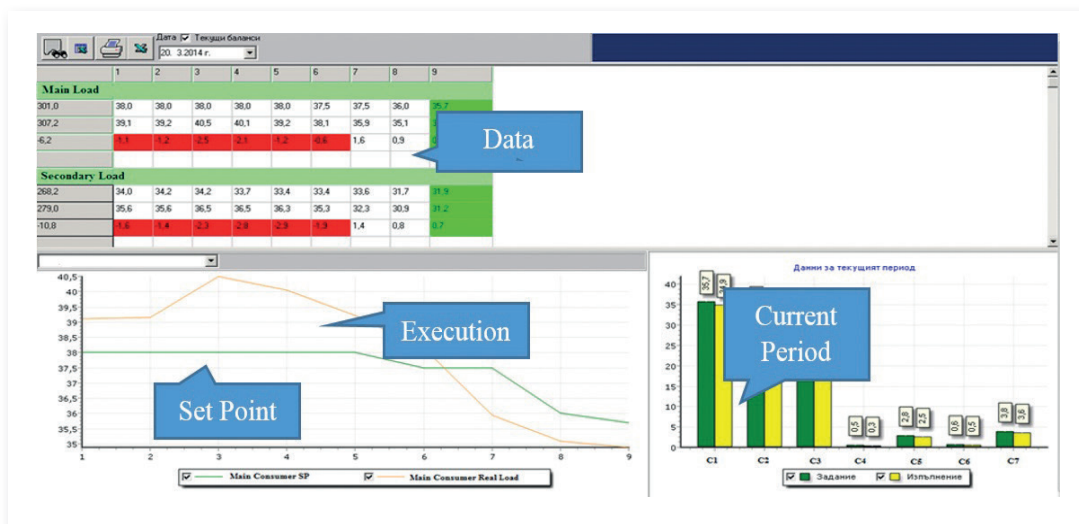 Дата Текущи баланси
20. 3.2014 г.
1 2 3 4 5 6 7 8 9
Main Load
301,0 38,0 38,0 38,0 38,0 38,0 37,5 37,5 36,0 35,7
307,2 39,1 39,2 40,5 40,1 39,2 38,1 35,9 35,1
-6,2 -1,1 -1,2 -2,5 -2,1 -1,2 -0,6 1,6 0,9
Data
Secondary Load
268,2 34,0 34,2 34,2 33,7 33,4 33,4 33,6 31,7 31,9
279,0 35,6 35,6 36,5 36,5 36,3 35,3 32,3 30,9 31,2
-10,8 -1,6 -1,4 -2,3 -2,8 -2,9 -1,9 1,4 0,8 0,7
40,5
40
39,5
39
38,5
38
37,5
37
36,5
36
35,5
35
Execution
Set Point
1 2 3 4 5 6 7 8 9
Main Consumer SP Main Consumer Real Load
Данни за текущият период
40
35
30
25
20
15
10
5
0
35,7
0,5 0,3 2,8 2,5 0,6 0,5 3,8 3,6
Current
Period
C1 C2 C3 C4 C5 C6 C7
Задание Изпълнение